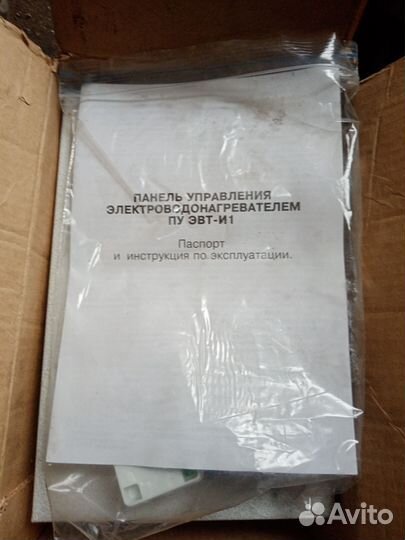 ПАНЕЛЬ УПРАВЛЕНИЯ
ЭЛЕКТРОВОДОНАГРЕВАТЕЛЕМ
ПУ ЭВТ-И1
Паспорт
и инструкция по эксплуатации.
Avito